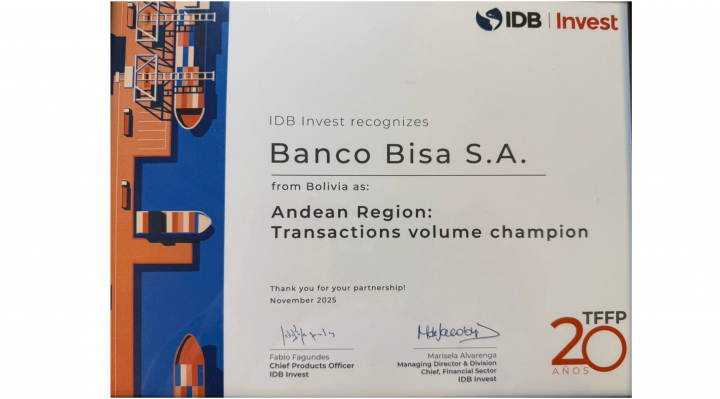 IDB | Invest
IDB Invest recognizes
Banco Bisa S.A.
from Bolivia as:
Andean Region:
Transactions volume champion
Thank you for your partnership!
November 2025
Fabio Fagundes
Chief Products Officer
IDB Invest
Marisela Alvarenga
Managing Director & Division
Chief, Financial Sector
IDB Invest
TFFP
20
AÑOS